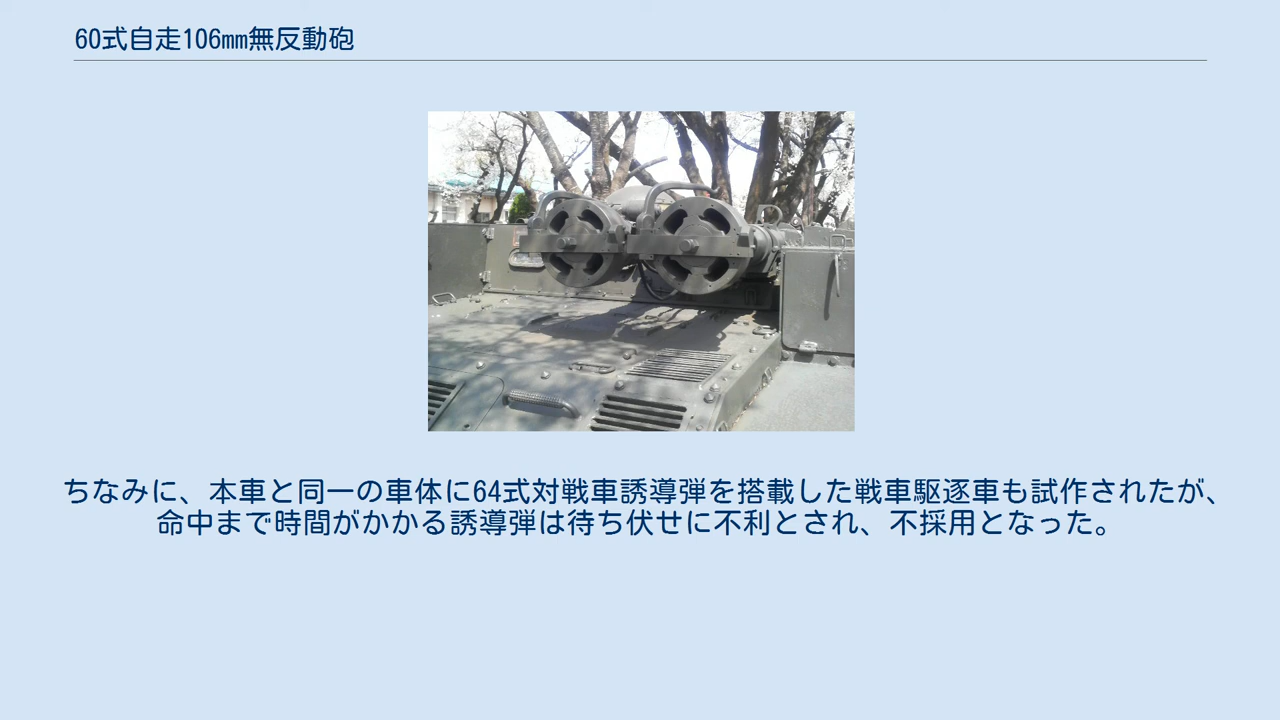 60式自走106mm無反動砲
ちなみに、本車と同一の車体に64式対戦車誘導弾を搭載した戦車駆逐車も試作されたが、
命中まで時間がかかる誘導弾は待ち伏せに不利とされ、不採用となった。